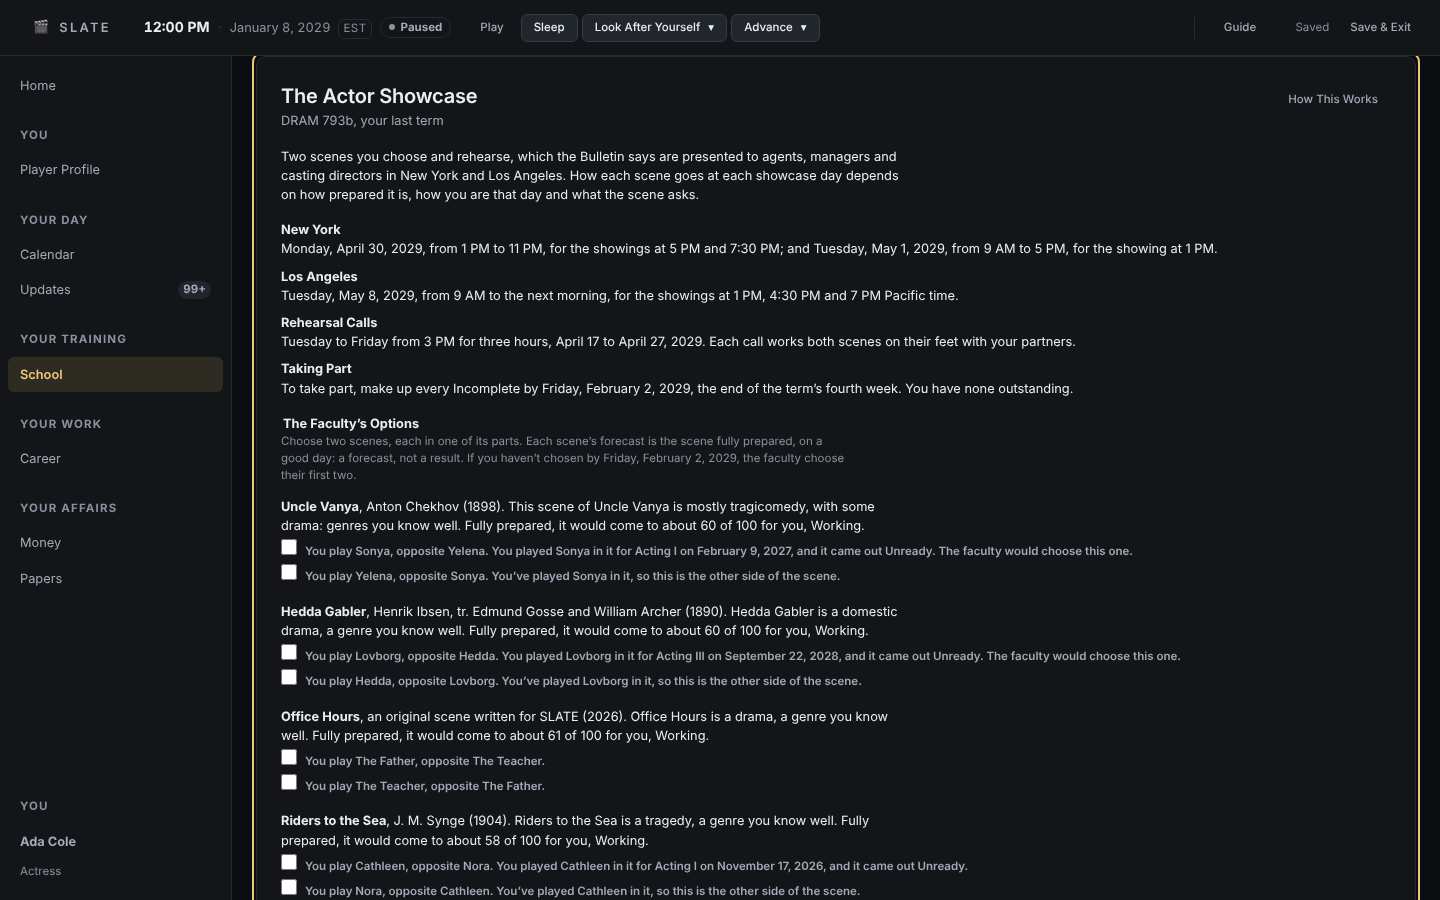 SLATE
12:00 PM · January 8, 2029 EST Paused Play Sleep Look After Yourself Advance Guide Saved Save & Exit
Home
YOU
Player Profile
YOUR DAY
Calendar
Updates 99+
YOUR TRAINING
School
YOUR WORK
Career
YOUR AFFAIRS
Money
Papers
YOU
Ada Cole
Actress
The Actor Showcase
How This Works
DRAM 793b, your last term
Two scenes you choose and rehearse, which the Bulletin says are presented to agents, managers and
casting directors in New York and Los Angeles. How each scene goes at each showcase day depends
on how prepared it is, how you are that day and what the scene asks.
New York
Monday, April 30, 2029, from 1 PM to 11 PM, for the showings at 5 PM and 7:30 PM; and Tuesday, May 1, 2029, from 9 AM to 5 PM, for the showing at 1 PM.
Los Angeles
Tuesday, May 8, 2029, from 9 AM to the next morning, for the showings at 1 PM, 4:30 PM and 7 PM Pacific time.
Rehearsal Calls
Tuesday to Friday from 3 PM for three hours, April 17 to April 27, 2029. Each call works both scenes on their feet with your partners.
Taking Part
To take part, make up every Incomplete by Friday, February 2, 2029, the end of the term’s fourth week. You have none outstanding.
The Faculty’s Options
Choose two scenes, each in one of its parts. Each scene’s forecast is the scene fully prepared, on a
good day: a forecast, not a result. If you haven’t chosen by Friday, February 2, 2029, the faculty choose
their first two.
Uncle Vanya, Anton Chekhov (1898). This scene of Uncle Vanya is mostly tragicomedy, with some
drama: genres you know well. Fully prepared, it would come to about 60 of 100 for you, Working.
You play Sonya, opposite Yelena. You played Sonya in it for Acting I on February 9, 2027, and it came out Unready. The faculty would choose this one.
You play Yelena, opposite Sonya. You’ve played Sonya in it, so this is the other side of the scene.
Hedda Gabler, Henrik Ibsen, tr. Edmund Gosse and William Archer (1890). Hedda Gabler is a domestic
drama, a genre you know well. Fully prepared, it would come to about 60 of 100 for you, Working.
You play Lovborg, opposite Hedda. You played Lovborg in it for Acting III on September 22, 2028, and it came out Unready. The faculty would choose this one.
You play Hedda, opposite Lovborg. You’ve played Lovborg in it, so this is the other side of the scene.
Office Hours, an original scene written for SLATE (2026). Office Hours is a drama, a genre you know
well. Fully prepared, it would come to about 61 of 100 for you, Working.
You play The Father, opposite The Teacher.
You play The Teacher, opposite The Father.
Riders to the Sea, J. M. Synge (1904). Riders to the Sea is a tragedy, a genre you know well. Fully
prepared, it would come to about 58 of 100 for you, Working.
You play Cathleen, opposite Nora. You played Cathleen in it for Acting I on November 17, 2026, and it came out Unready.
You play Nora, opposite Cathleen. You’ve played Cathleen in it, so this is the other side of the scene.